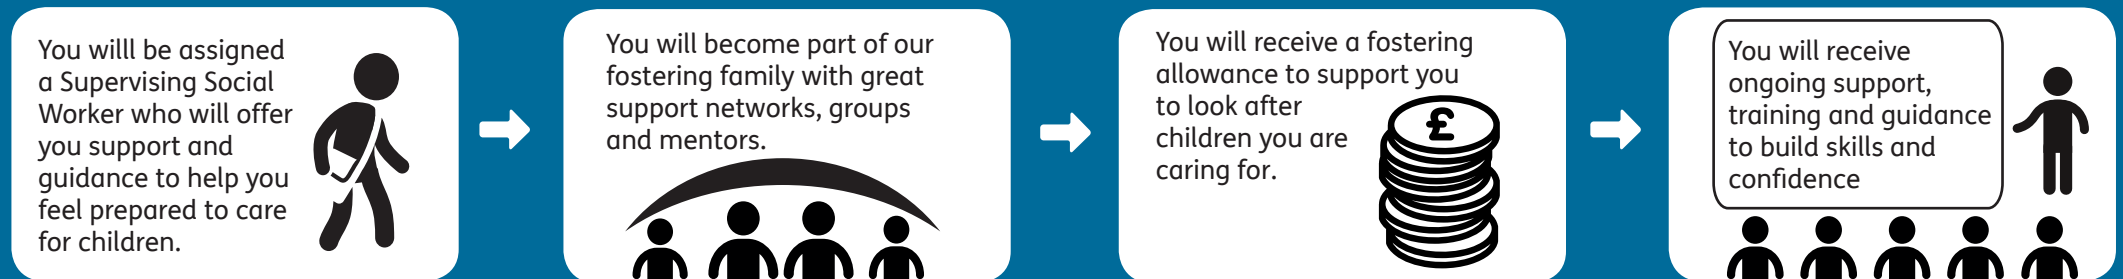 You willl be assigned
a Supervising Social
Worker who will offer
you support and
guidance to help you
feel prepared to care
for children.
You will become part of our
fostering family with great
support networks, groups
and mentors.
You will receive a fostering
allowance to support you
to look after
children you are
caring for.
£
You will receive
ongoing support,
training and guidance
to build skills and
confidence